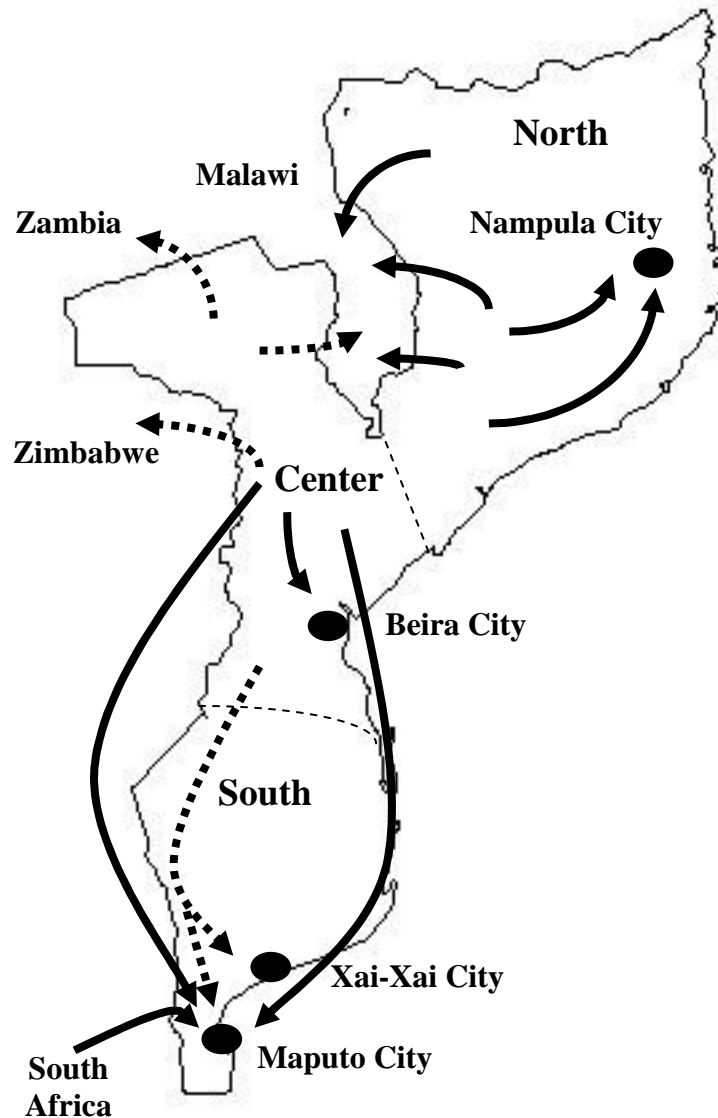 North
Malawi
Zambia
Nampula City
Zimbabwe
Center
Beira City
South
Xai-Xai City
Maputo City
South
Africa